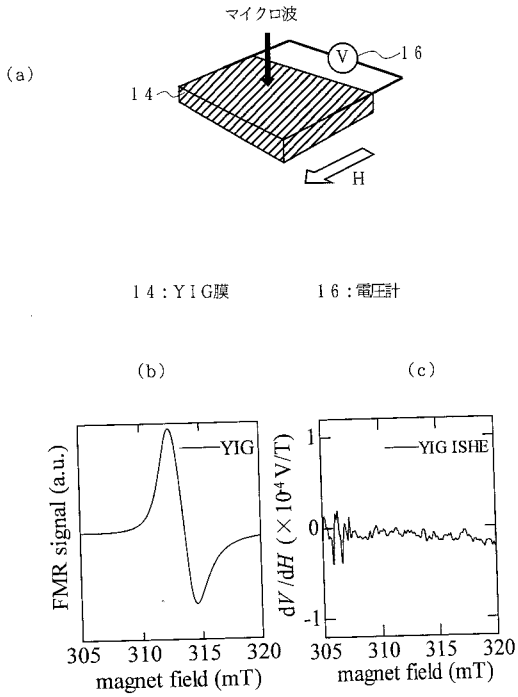 マイクロ波
(a)
V
16
14
H
14:YIG膜 16:電圧計
(b)
(c)
FMR signal (a.u.)
YIG
305 310 315 320
magnet field (mT)
dV/dH (×10-4 V/T)
1
0
-1
YIG ISHE
305 310 315 320
magnet field (mT)